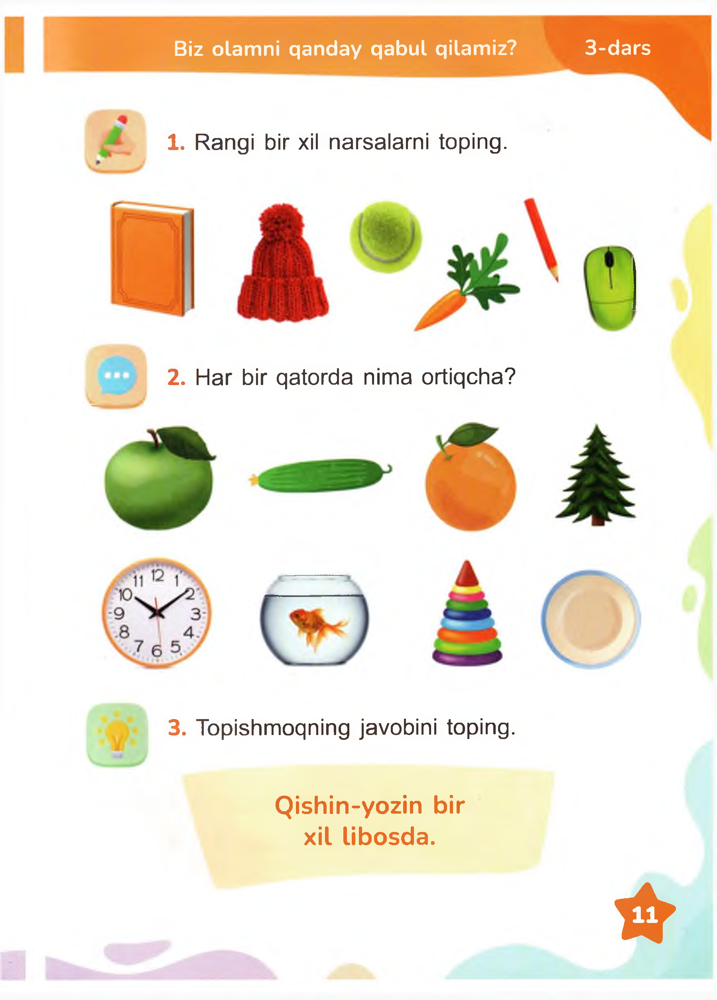 Biz olamni qanday qabul qilamiz?
3-dars
1. Rangi bir xil narsalarni toping.
2. Har bir qatorda nima ortiqcha?
11 12 1
10 2
9 3
8 4
7 6 5
3. Topishmoqning javobini toping.
Qishin-yozin bir
xil libosda.
11